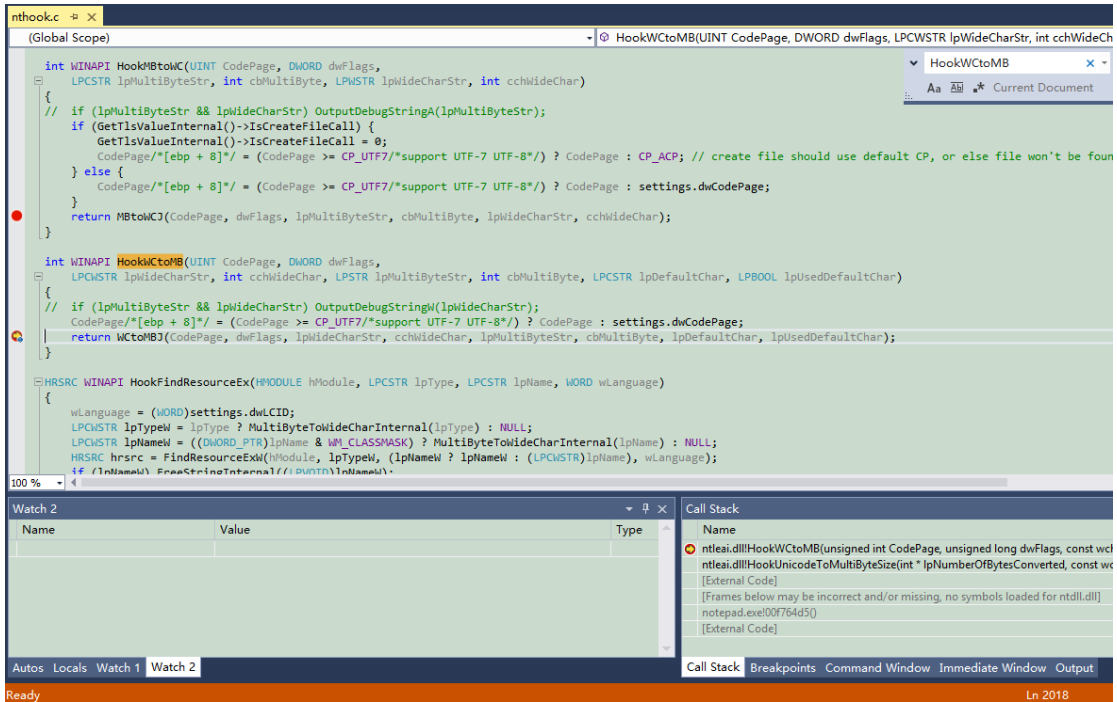 nthook.c
(Global Scope)
HookWCtoMB(UINT CodePage, DWORD dwFlags, LPCWSTR lpWideCharStr, int cchWideCh
HookWCtoMB
Aa Abl .* Current Document
int WINAPI HookMBtoWC(UINT CodePage, DWORD dwFlags,
LPCSTR lpMultiByteStr, int cbMultiByte, LPWSTR lpWideCharStr, int cchWideChar)
{
// if (lpMultiByteStr && lpWideCharStr) OutputDebugStringA(lpMultiByteStr);
if (GetTlsValueInternal()->IsCreateFileCall) {
GetTlsValueInternal()->IsCreateFileCall = 0;
CodePage/*[ebp + 8]*/ = (CodePage >= CP_UTF7/*support UTF-7 UTF-8*/) ? CodePage : CP_ACP; // create file should use default CP, or else file won't be foun
} else {
CodePage/*[ebp + 8]*/ = (CodePage >= CP_UTF7/*support UTF-7 UTF-8*/) ? CodePage : settings.dwCodePage;
}
return MBtoWCJ(CodePage, dwFlags, lpMultiByteStr, cbMultiByte, lpWideCharStr, cchWideChar);
}
int WINAPI HookWCtoMB(UINT CodePage, DWORD dwFlags,
LPCWSTR lpWideCharStr, int cchWideChar, LPSTR lpMultiByteStr, int cbMultiByte, LPCSTR lpDefaultChar, LPBOOL lpUsedDefaultChar)
{
// if (lpMultiByteStr && lpWideCharStr) OutputDebugStringW(lpWideCharStr);
CodePage/*[ebp + 8]*/ = (CodePage >= CP_UTF7/*support UTF-7 UTF-8*/) ? CodePage : settings.dwCodePage;
return WCtoMBJ(CodePage, dwFlags, lpWideCharStr, cchWideChar, lpMultiByteStr, cbMultiByte, lpDefaultChar, lpUsedDefaultChar);
}
HRSRC WINAPI HookFindResourceEx(HMODULE hModule, LPCSTR lpType, LPCSTR lpName, WORD wLanguage)
{
wLanguage = (WORD)settings.dwLCID;
LPCWSTR lpTypeW = lpType ? MultiByteToWideCharInternal(lpType) : NULL;
LPCWSTR lpNameW = ((DWORD_PTR)lpName & WM_CLASSMASK) ? MultiByteToWideCharInternal(lpName) : NULL;
HRSRC hrsrc = FindResourceExW(hModule, lpTypeW, (lpNameW ? lpNameW : (LPCWSTR)lpName), wLanguage);
if (lpNameW) FreeStringInternal((LPVOID)lpNameW);
100 %
Watch 2
Name Value Type
Autos Locals Watch 1 Watch 2
Call Stack
Name
ntleai.dll!HookWCtoMB(unsigned int CodePage, unsigned long dwFlags, const wcl
ntleai.dll!HookUnicodeToMultiByteSize(int * lpNumberOfBytesConverted, const wc
[External Code]
[Frames below may be incorrect and/or missing, no symbols loaded for ntdll.dll]
notepad.exe!00f764d5()
[External Code]
Call Stack Breakpoints Command Window Immediate Window Output
Ready
Ln 2018